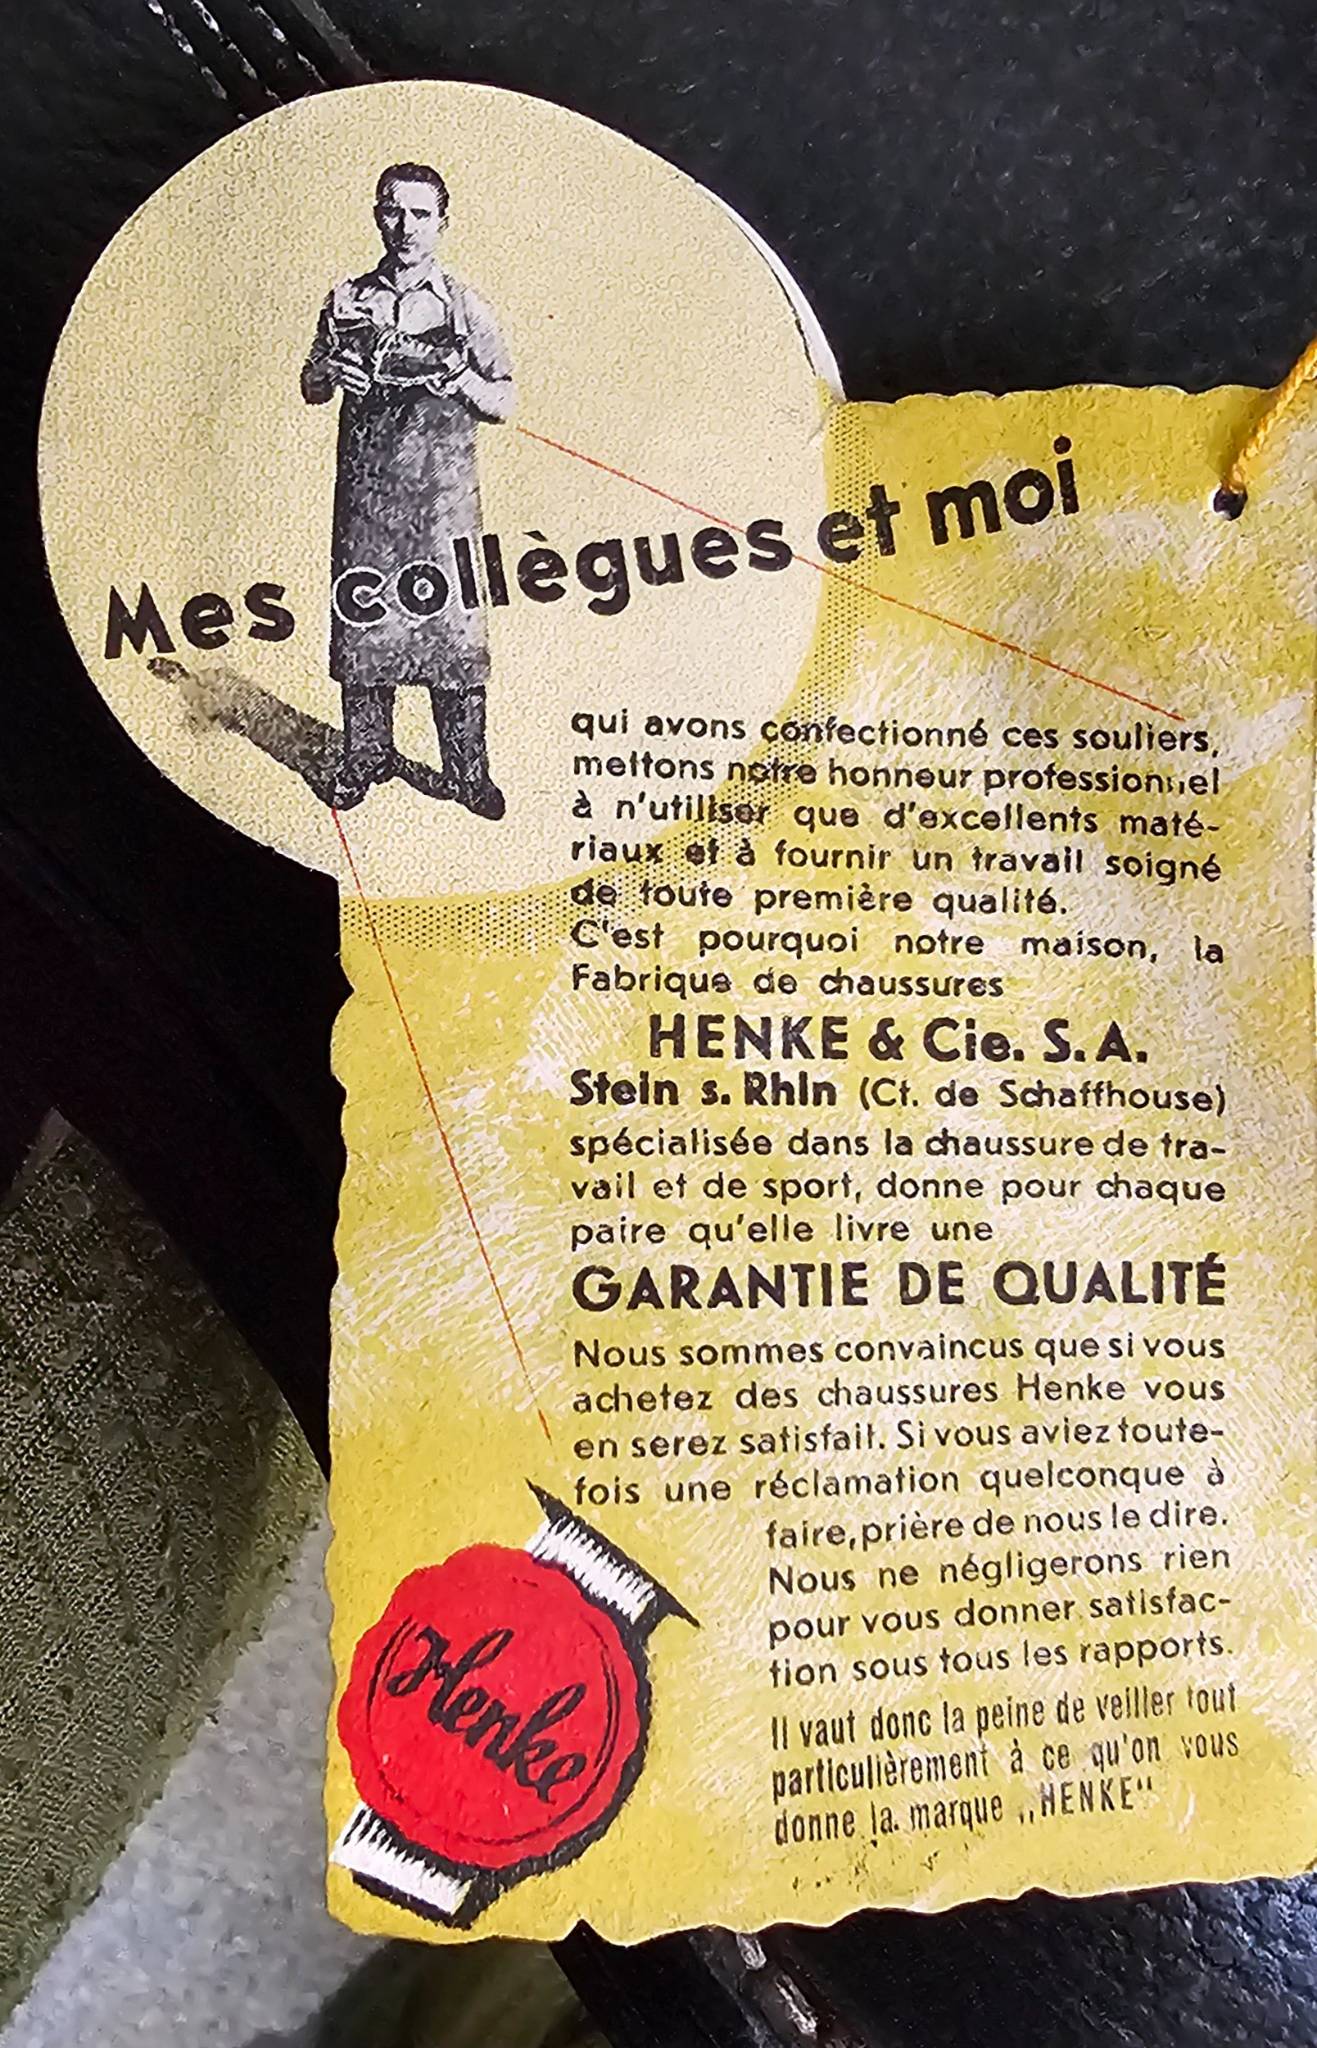 Mes collègues et moi
qui avons confectionné ces souliers,
mettons notre honneur professionnel
à n'utiliser que d'excellents maté-
riaux et à fournir un travail soigné
de toute première qualité.
C'est pourquoi notre maison, la
Fabrique de chaussures
HENKE & Cie. S.A.
Stein s. Rhin (Ct. de Schaffhouse)
spécialisée dans la chaussure de tra-
vail et de sport, donne pour chaque
paire qu'elle livre une
GARANTIE DE QUALITÉ
Nous sommes convaincus que si vous
achetez des chaussures Henke vous
en serez satisfait. Si vous aviez toute-
fois une réclamation quelconque à
faire, prière de nous le dire.
Nous ne négligerons rien
pour vous donner satisfac-
tion sous tous les rapports.
Il vaut donc la peine de veiller tout
particulièrement à ce qu'on vous
donne la marque „HENKE"
Henke